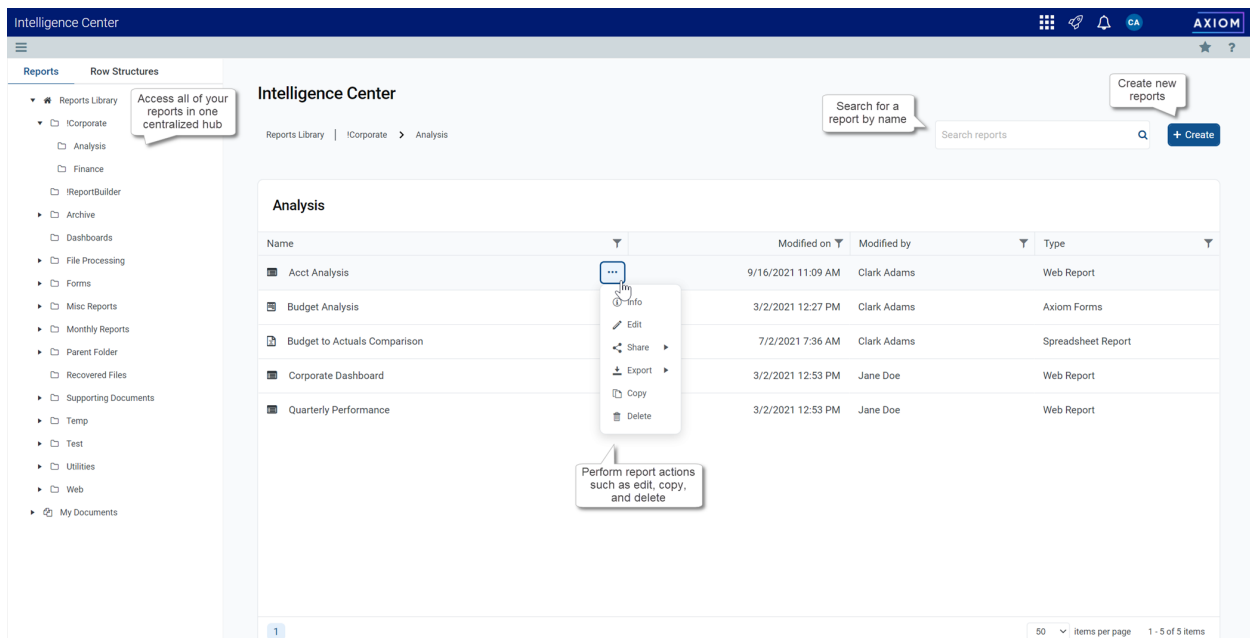 Intelligence Center
CA
AXIOM
?
Reports Row Structures
Reports Library
!Corporate
Analysis
Finance
!ReportBuilder
Archive
Dashboards
File Processing
Forms
Misc Reports
Monthly Reports
Parent Folder
Recovered Files
Supporting Documents
Temp
Test
Utilities
Web
My Documents
Access all of your
reports in one
centralized hub
Intelligence Center
Reports Library | !Corporate > Analysis
Search for a
report by name
Search reports
Create new
reports
+ Create
Analysis
Name Modified on Modified by Type
Acct Analysis ... 9/16/2021 11:09 AM Clark Adams Web Report
Budget Analysis 3/2/2021 12:27 PM Clark Adams Axiom Forms
Budget to Actuals Comparison 7/2/2021 7:36 AM Clark Adams Spreadsheet Report
Corporate Dashboard 3/2/2021 12:53 PM Jane Doe Web Report
Quarterly Performance 3/2/2021 12:53 PM Jane Doe Web Report
Info
Edit
Share
Export
Copy
Delete
Perform report actions
such as edit, copy,
and delete
1
50 items per page 1 - 5 of 5 items